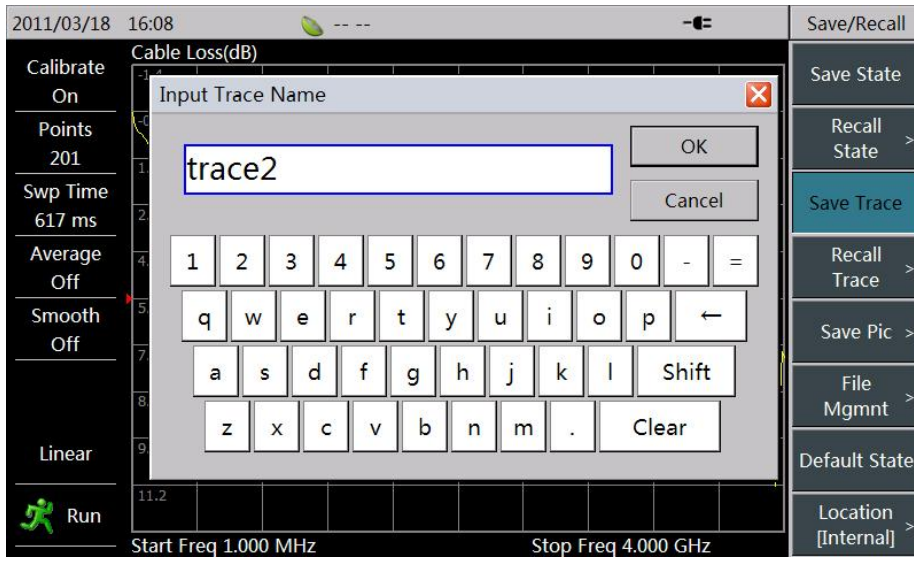 2011/03/18 16:08 -- -- Save/Recall
Calibrate
On
Points
201
Swp Time
617 ms
Average
Off
Smooth
Off
Linear
Run
Cable Loss(dB)
Input Trace Name
trace2
OK
Cancel
1 2 3 4 5 6 7 8 9 0 - =
q w e r t y u i o p ←
a s d f g h j k l Shift
z x c v b n m . Clear
11.2
Start Freq 1.000 MHz Stop Freq 4.000 GHz
Save State
Recall
State >
Save Trace
Recall
Trace >
Save Pic >
File
Mgmnt >
Default State
Location
[Internal] >